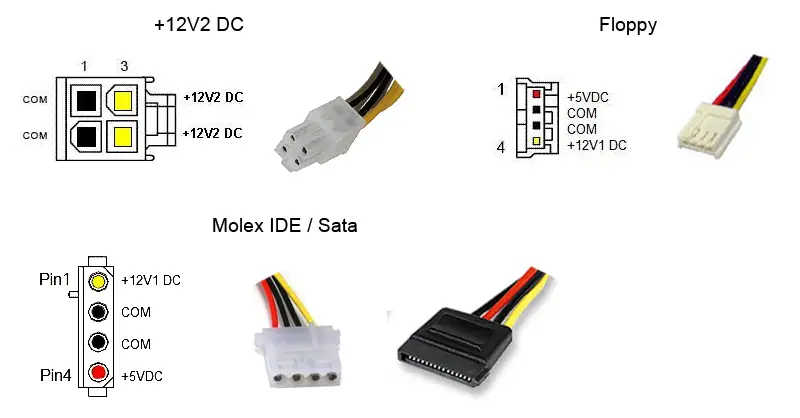 +12V2 DC
1 3
COM +12V2 DC
COM +12V2 DC
Floppy
1 +5VDC
COM
COM
4 +12V1 DC
Molex IDE / Sata
Pin1 +12V1 DC
COM
COM
Pin4 +5VDC